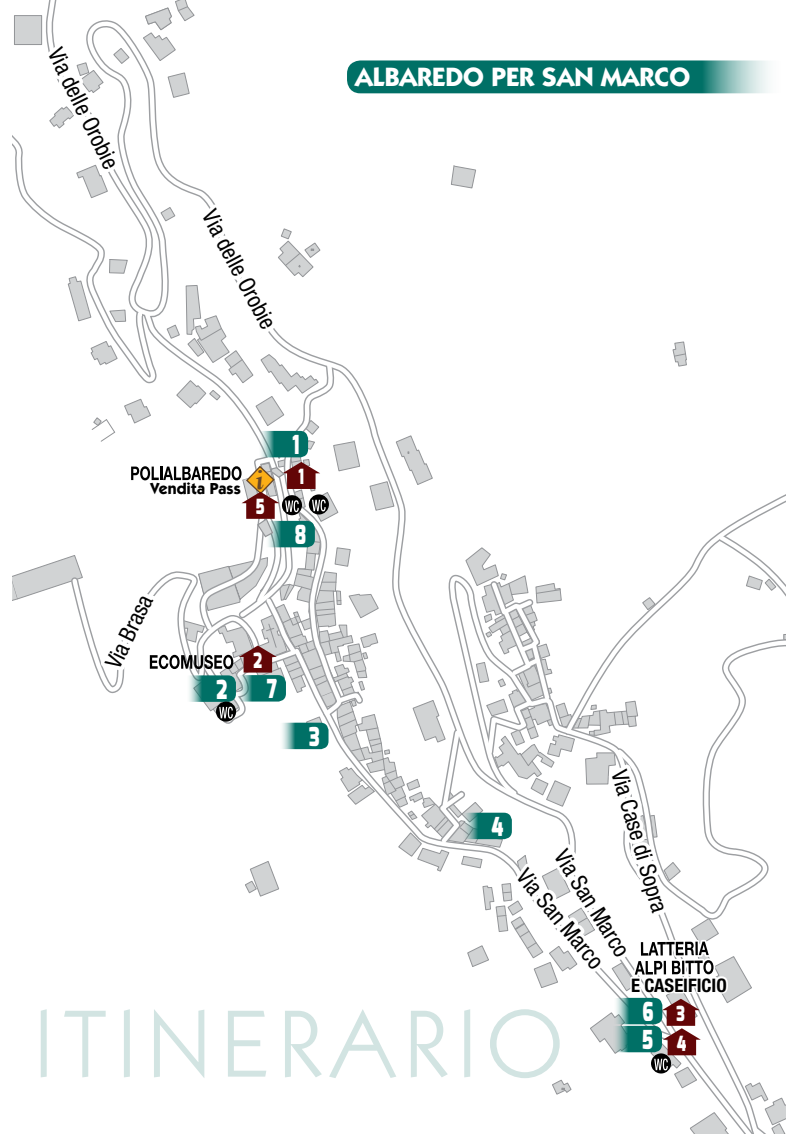 ALBAREDO PER SAN MARCO
Via delle Orobie
Via delle Orobie
1
POLIALBAREDO
Vendita Pass
i
1
5
WC
WC
8
Via Brasa
ECOMUSEO
2
2
7
WC
3
4
Via Case di Sopra
Via San Marco
Via San Marco
LATTERIA
ALPI BITTO
E CASEIFICIO
6
3
5
4
WC
ITINERARIO